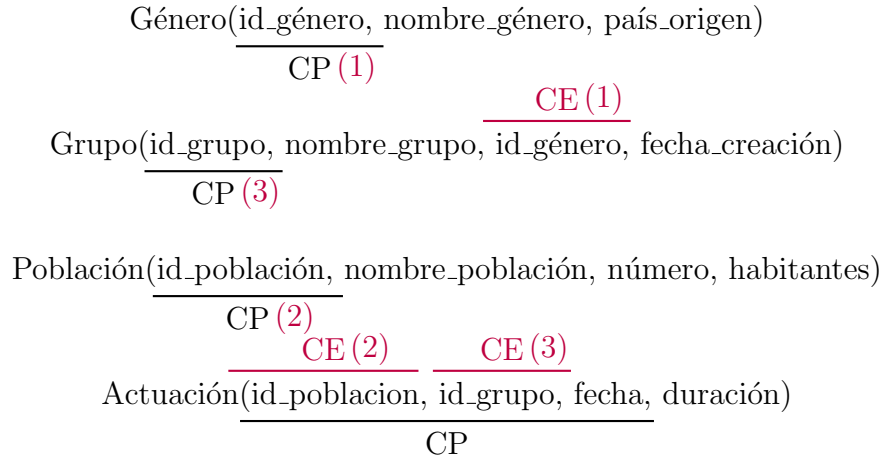 Género(id_género, nombre_género, país_origen)
CP (1)
CE (1)
Grupo(id_grupo, nombre_grupo, id_género, fecha_creación)
CP (3)
Población(id_población, nombre_población, número, habitantes)
CP (2)
CE (2) CE (3)
Actuación(id_poblacion, id_grupo, fecha, duración)
CP